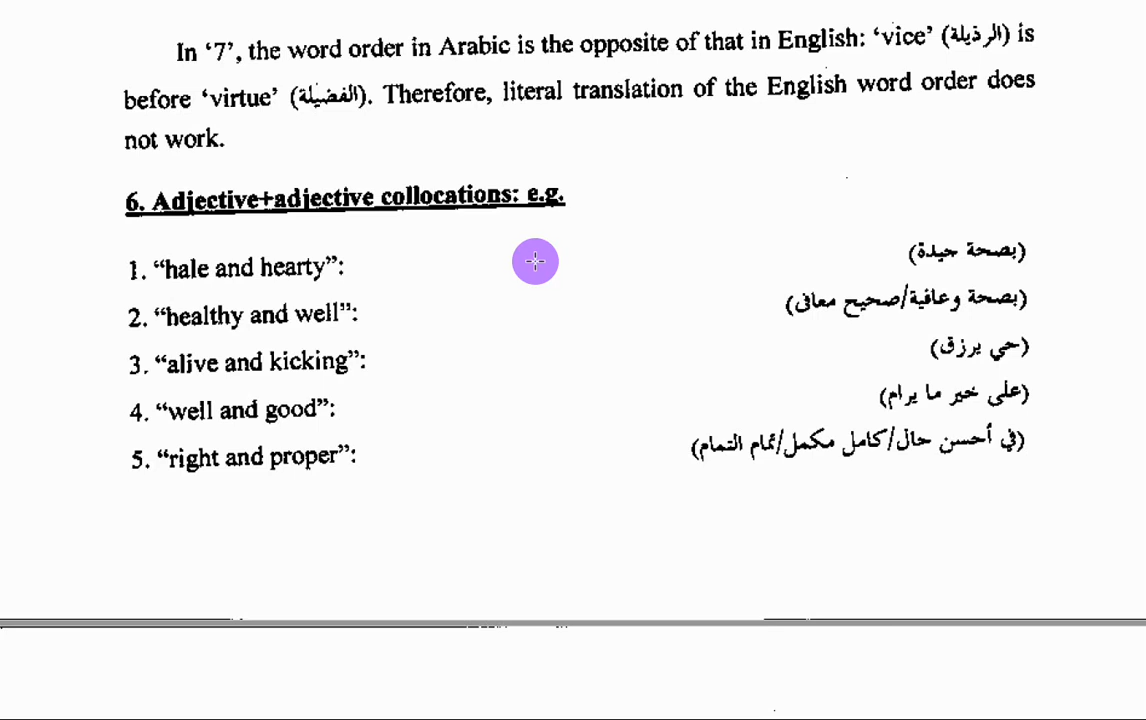 In ‘7’, the word order in Arabic is the opposite of that in English: ‘vice’ (الرذيلة) is
before ‘virtue’ (الفضيلة). Therefore, literal translation of the English word order does
not work.
6. Adjective+adjective collocations: e.g.
1. “hale and hearty”: (بصحة جيدة)
2. “healthy and well”: (بصحة وعافية/صحيح معافى)
3. “alive and kicking”: (حي يرزق)
4. “well and good”: (على خير ما يرام)
5. “right and proper”: (في أحسن حال/كامل مكمل/تمام التمام)